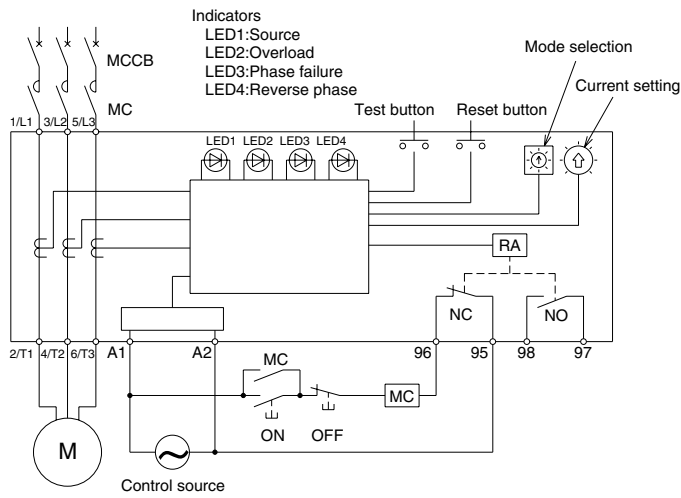 Indicators
LED1:Source
LED2:Overload
LED3:Phase failure
LED4:Reverse phase
MCCB
MC
Mode selection
Current setting
Test button
Reset button
1/L1 3/L2 5/L3
LED1 LED2 LED3 LED4
RA
NC
NO
2/T1 4/T2 6/T3 A1 A2 96 95 98 97
MC
MC
ON OFF
M
Control source